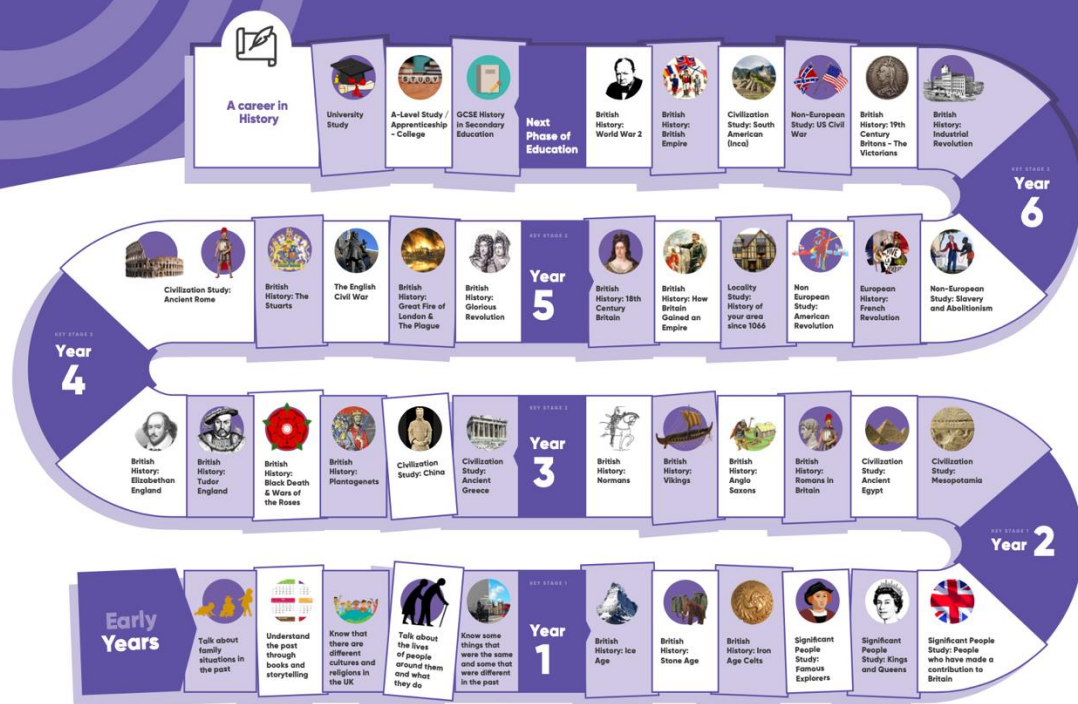 A career in
History
University
Study
A-Level Study /
Apprenticeship
- College
STUDY
GCSE History
in Secondary
Education
Next
Phase of
Education
British
History:
World War 2
British
History:
British
Empire
Civilization
Study: South
American
(Inca)
Non-European
Study: US Civil
War
British
History: 19th
Century
Britons - The
Victorians
British
History:
Industrial
Revolution
KEY STAGE 2
Year
6
Civilization Study:
Ancient Rome
British
History: The
Stuarts
The English
Civil War
British
History:
Great Fire of
London &
The Plague
British
History:
Glorious
Revolution
KEY STAGE 2
Year
5
British
History: 18th
Century
Britain
British
History: How
Britain
Gained an
Empire
Locality
Study:
History of
your area
since 1066
Non
European
Study:
American
Revolution
European
History:
French
Revolution
Non-European
Study: Slavery
and Abolitionism
KEY STAGE 2
Year
4
British
History:
Elizabethan
England
British
History:
Tudor
England
British
History:
Black Death
& Wars of
the Roses
British
History:
Plantagenets
Civilization
Study: China
Civilization
Study:
Ancient
Greece
KEY STAGE 2
Year
3
British
History:
Normans
British
History:
Vikings
British
History:
Anglo
Saxons
British
History:
Romans in
Britain
Civilization
Study:
Ancient
Egypt
Civilization
Study:
Mesopotamia
KEY STAGE 1
Year 2
Early
Years
Talk about
family
situations in
the past
Understand
the past
through
books and
storytelling
Know that
there are
different
cultures and
religions in
the UK
Talk about
the lives
of people
around them
and what
they do
Know some
things that
were the same
and some that
were different
in the past
KEY STAGE 1
Year
1
British
History: Ice
Age
British
History:
Stone Age
British
History: Iron
Age Celts
Significant
People
Study:
Famous
Explorers
Significant
People
Study: Kings
and Queens
Significant People
Study: People
who have made a
contribution to
Britain